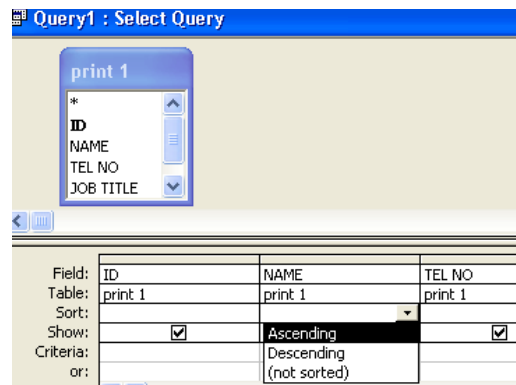 Query1 : Select Query
print 1
*
ID
NAME
TEL NO
JOB TITLE
Field: ID NAME TEL NO
Table: print 1 print 1 print 1
Sort:
Show: Ascending
Criteria: Descending
or: (not sorted)